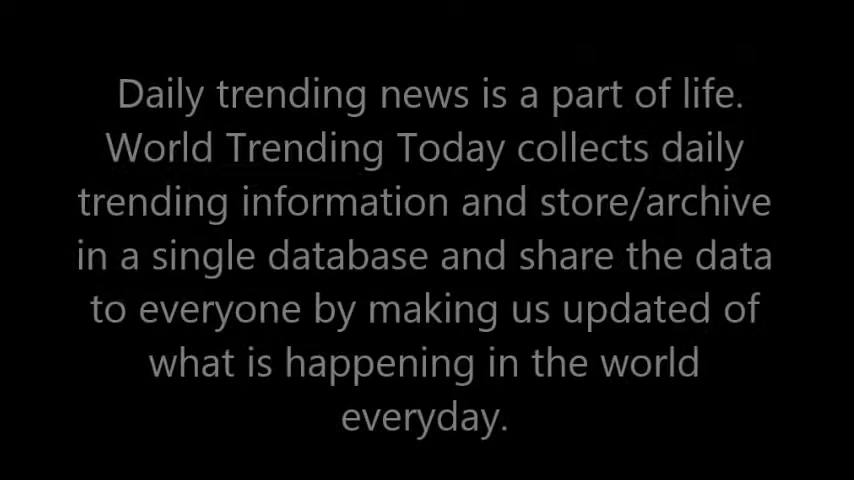 Daily trending news is a part of life.
World Trending Today collects daily
trending information and store/archive
in a single database and share the data
to everyone by making us updated of
what is happening in the world
everyday.